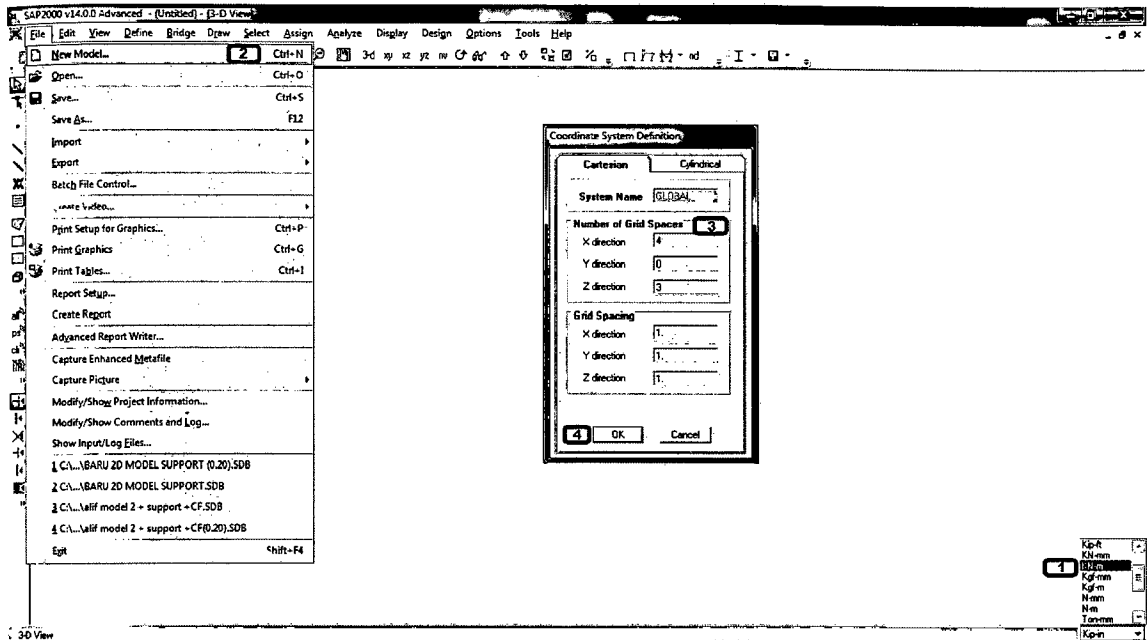 SAP2000 v14.0.0 Advanced - (Untitled) - [3-D View]
File Edit View Define Bridge Draw Select Assign Analyze Display Design Options Tools Help
3-d xy xz yz nv
New Model... 2 Ctrl+N
Open... Ctrl+O
Save... Ctrl+S
Save As... F12
Import
Export
Batch File Control...
Video...
Print Setup for Graphics... Ctrl+P
Print Graphics Ctrl+G
Print Tables... Ctrl+I
Report Setup...
Create Report
Advanced Report Writer...
Capture Enhanced Metafile
Capture Picture
Modify/Show Project Information...
Modify/Show Comments and Log...
Show Input/Log Files...
1 C:\...\BARU 2D MODEL SUPPORT (0.20).SDB
2 C:\...\BARU 2D MODEL SUPPORT.SDB
3 C:\...\alif model 2 + support +CF.SDB
4 C:\...\alif model 2 + support +CF(0.20).SDB
Exit Shift+F4
Coordinate System Definition
Cartesian Cylindrical
System Name GLOBAL
Number of Grid Spaces 3
X direction 4
Y direction 0
Z direction 3
Grid Spacing
X direction 1.
Y direction 1.
Z direction 1.
4 OK Cancel
Kip-ft
KN-mm
1 KN-m
Kgf-mm
Kgf-m
N-mm
N-m
Ton-mm
3-D View Kip-in